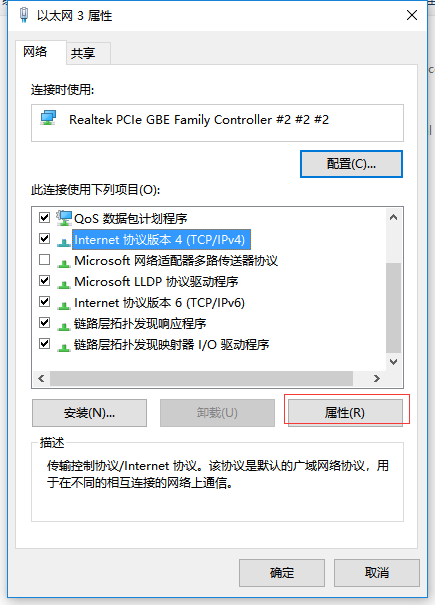 以太网 3 属性
网络
共享
连接时使用:
Realtek PCIe GBE Family Controller #2 #2 #2
配置(C)...
此连接使用下列项目(O):
QoS 数据包计划程序
Internet 协议版本 4 (TCP/IPv4)
Microsoft 网络适配器多路传送器协议
Microsoft LLDP 协议驱动程序
Internet 协议版本 6 (TCP/IPv6)
链路层拓扑发现响应程序
链路层拓扑发现映射器 I/O 驱动程序
安装(N)...
卸载(U)
属性(R)
描述
传输控制协议/Internet 协议。该协议是默认的广域网络协议，用
于在不同的相互连接的网络上通信。
确定
取消